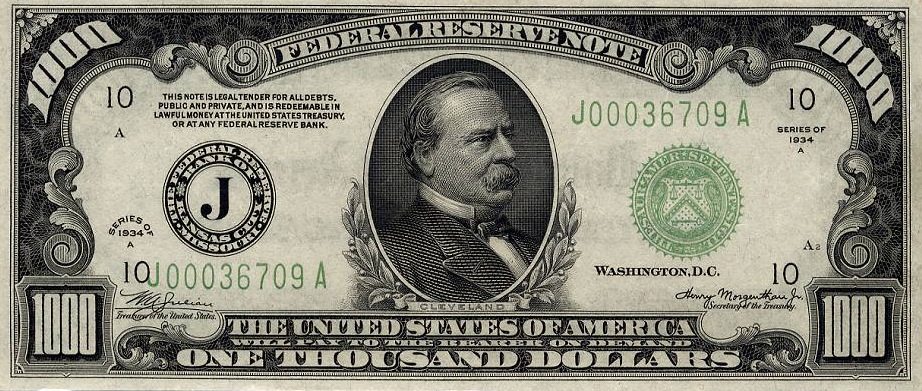 FEDERAL RESERVE NOTE
1000
1000
10
10
THIS NOTE IS LEGAL TENDER FOR ALL DEBTS,
PUBLIC AND PRIVATE, AND IS REDEEMABLE IN
LAWFUL MONEY AT THE UNITED STATES TREASURY,
OR AT ANY FEDERAL RESERVE BANK.
J00036709 A
A
SERIES OF
1934
A
FEDERAL RESERVE
BANK OF
J
KANSAS CITY
MISSOURI
SERIES OF
1934
A
A2
WASHINGTON, D.C.
10
J00036709 A
10
Treasurer of the United States.
CLEVELAND
Henry Morgenthau Jr.
Secretary of the Treasury.
1000
1000
THE UNITED STATES OF AMERICA
WILL PAY TO THE BEARER ON DEMAND
ONE THOUSAND DOLLARS